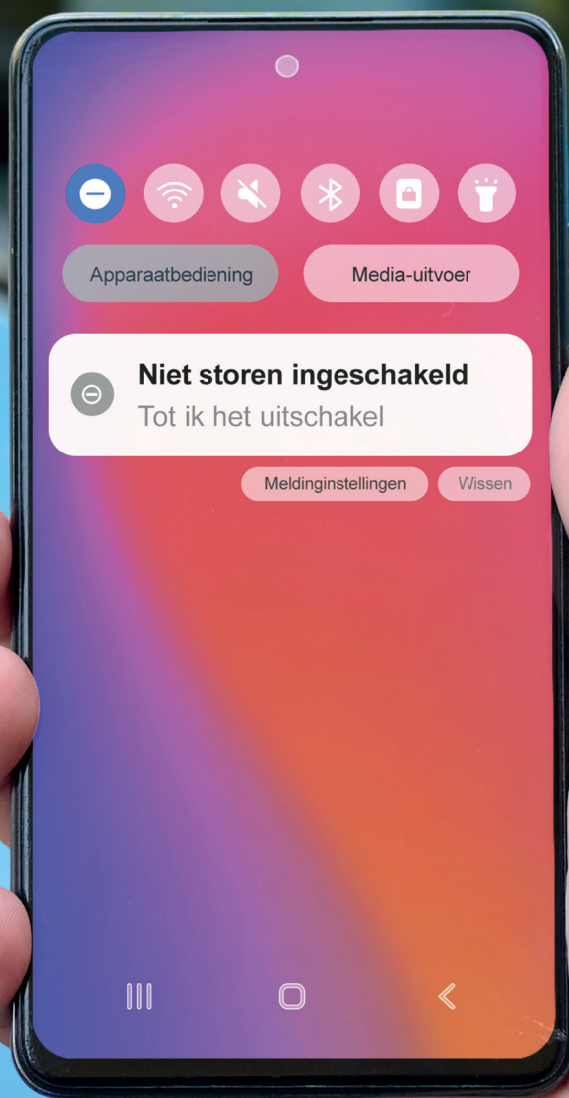 Apparaatbediening
Media-uitvoer
Niet storen ingeschakeld
Tot ik het uitschakel
Meldinginstellingen
Wissen